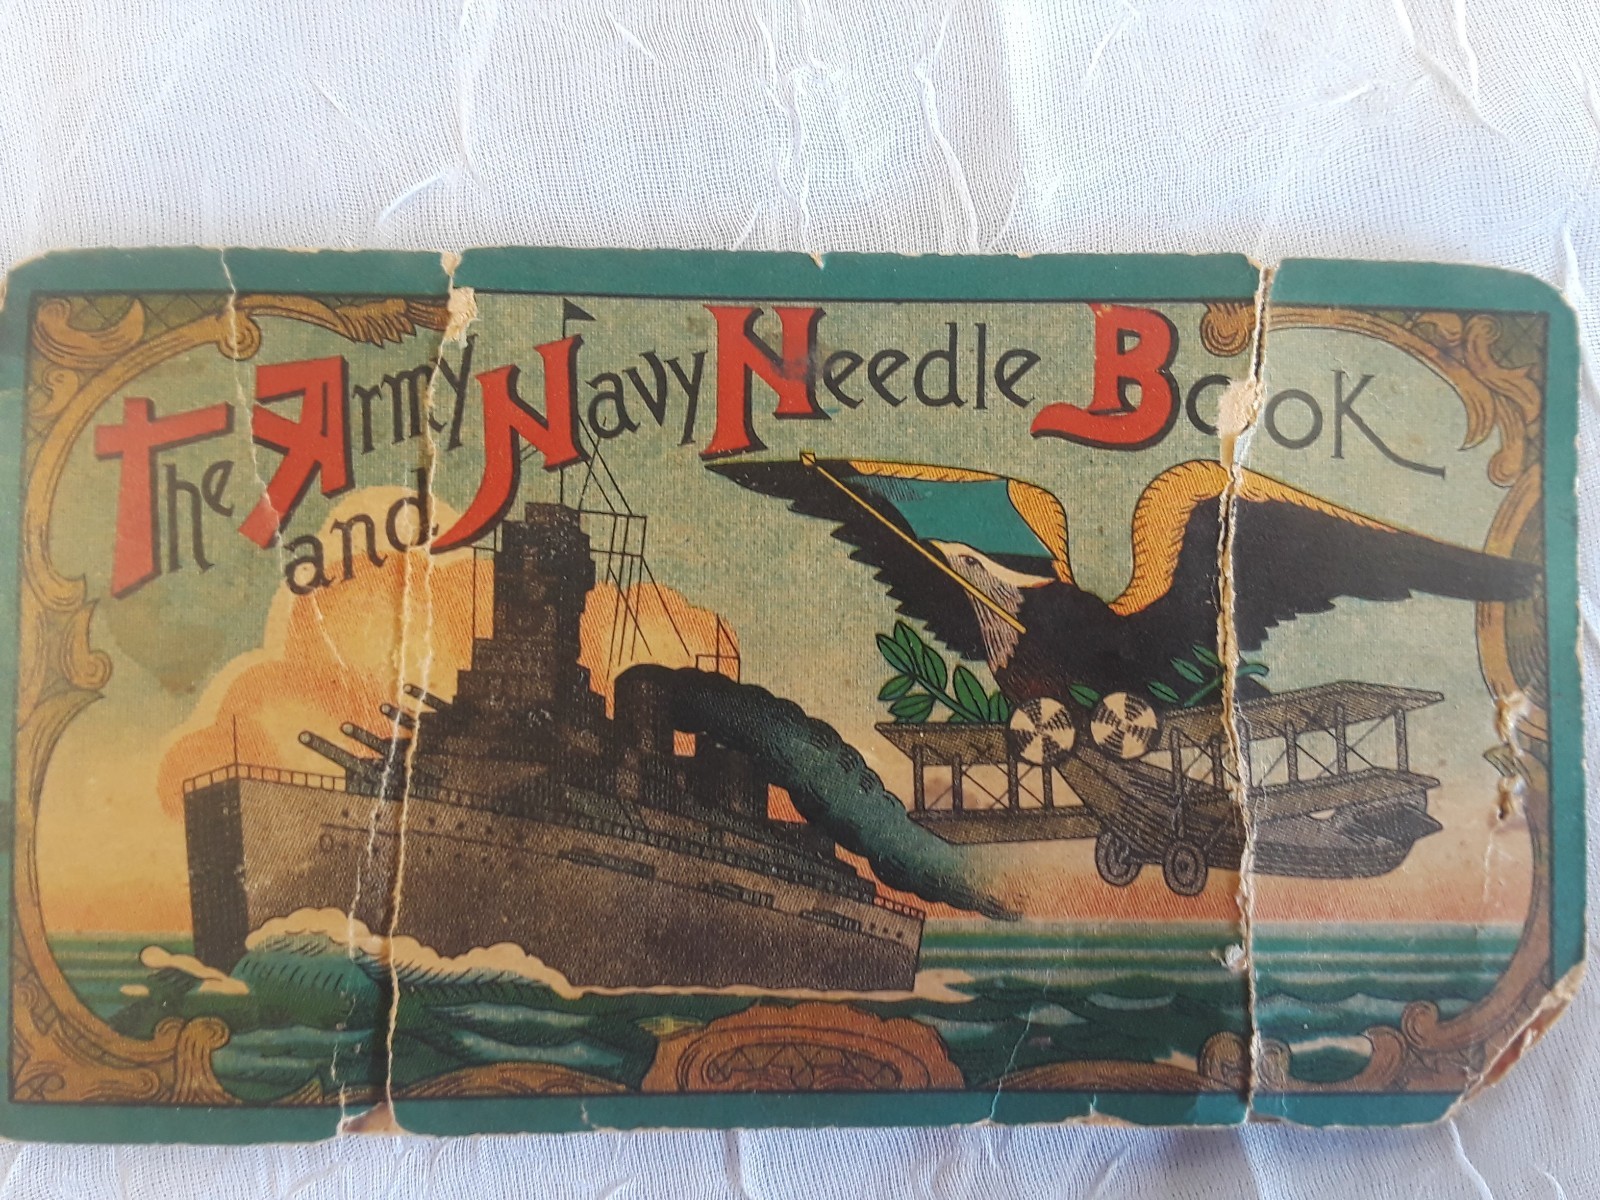 The Army and Navy Needle Book